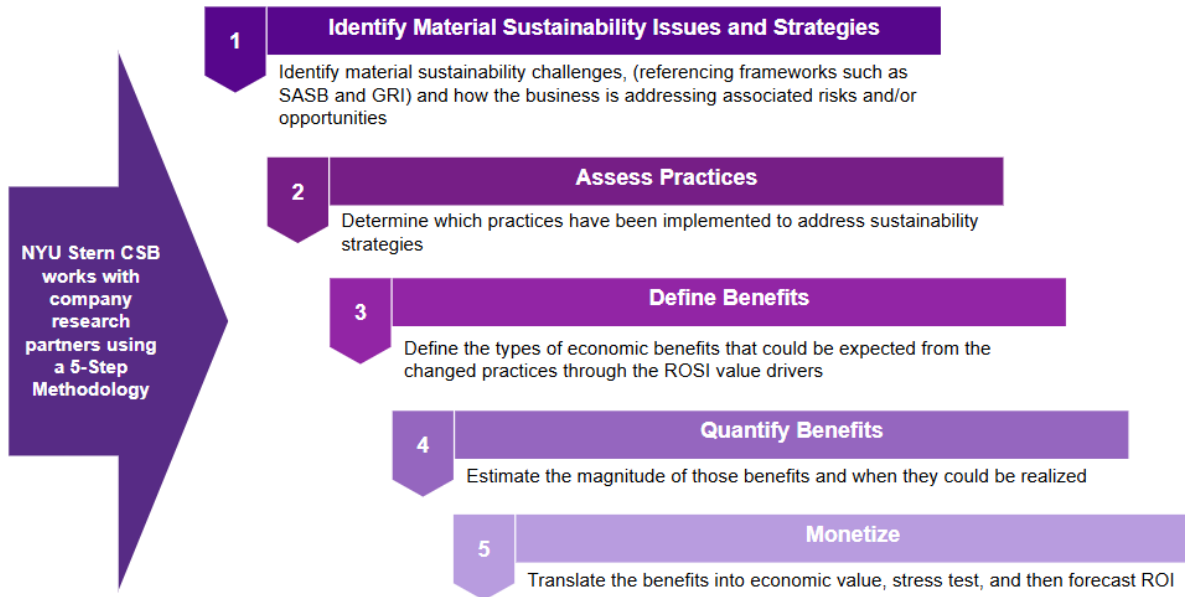 NYU Stern CSB
works with
company
research
partners using
a 5-Step
Methodology
1
Identify Material Sustainability Issues and Strategies
Identify material sustainability challenges, (referencing frameworks such as
SASB and GRI) and how the business is addressing associated risks and/or
opportunities
2
Assess Practices
Determine which practices have been implemented to address sustainability
strategies
3
Define Benefits
Define the types of economic benefits that could be expected from the
changed practices through the ROSI value drivers
4
Quantify Benefits
Estimate the magnitude of those benefits and when they could be realized
5
Monetize
Translate the benefits into economic value, stress test, and then forecast ROI